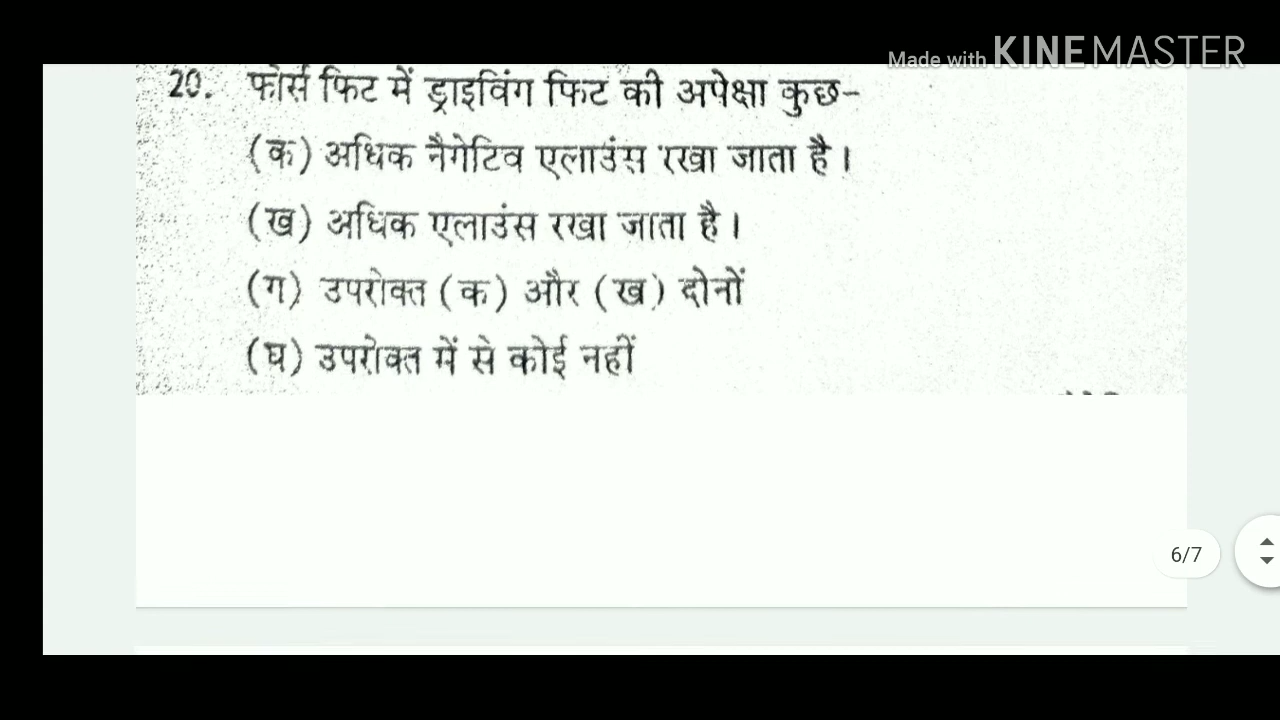 Made with KINEMASTER
20. फोर्स फिट में ड्राइविंग फिट की अपेक्षा कुछ-
(क) अधिक नैगेटिव एलाउंस रखा जाता है।
(ख) अधिक एलाउंस रखा जाता है।
(ग) उपरोक्त (क) और (ख) दोनों
(घ) उपरोक्त में से कोई नहीं
6/7